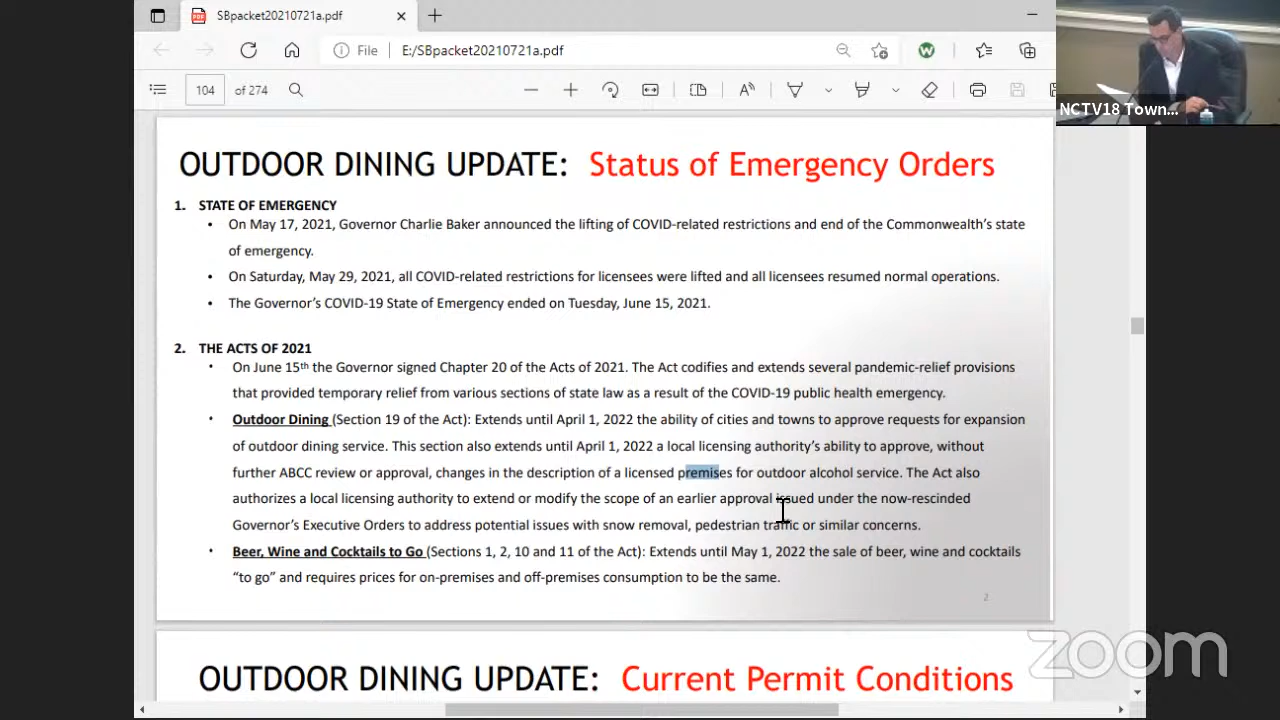 SBpacket20210721a.pdf
File E:/SBpacket20210721a.pdf
104 of 274
NCTV18 Town...
OUTDOOR DINING UPDATE: Status of Emergency Orders
1. STATE OF EMERGENCY
• On May 17, 2021, Governor Charlie Baker announced the lifting of COVID-related restrictions and end of the Commonwealth's state
of emergency.
• On Saturday, May 29, 2021, all COVID-related restrictions for licensees were lifted and all licensees resumed normal operations.
• The Governor's COVID-19 State of Emergency ended on Tuesday, June 15, 2021.
2. THE ACTS OF 2021
• On June 15th the Governor signed Chapter 20 of the Acts of 2021. The Act codifies and extends several pandemic-relief provisions
that provided temporary relief from various sections of state law as a result of the COVID-19 public health emergency.
• Outdoor Dining (Section 19 of the Act): Extends until April 1, 2022 the ability of cities and towns to approve requests for expansion
of outdoor dining service. This section also extends until April 1, 2022 a local licensing authority's ability to approve, without
further ABCC review or approval, changes in the description of a licensed premises for outdoor alcohol service. The Act also
authorizes a local licensing authority to extend or modify the scope of an earlier approval issued under the now-rescinded
Governor's Executive Orders to address potential issues with snow removal, pedestrian traffic or similar concerns.
• Beer, Wine and Cocktails to Go (Sections 1, 2, 10 and 11 of the Act): Extends until May 1, 2022 the sale of beer, wine and cocktails
"to go" and requires prices for on-premises and off-premises consumption to be the same.
2
OUTDOOR DINING UPDATE: Current Permit Conditions
zoom